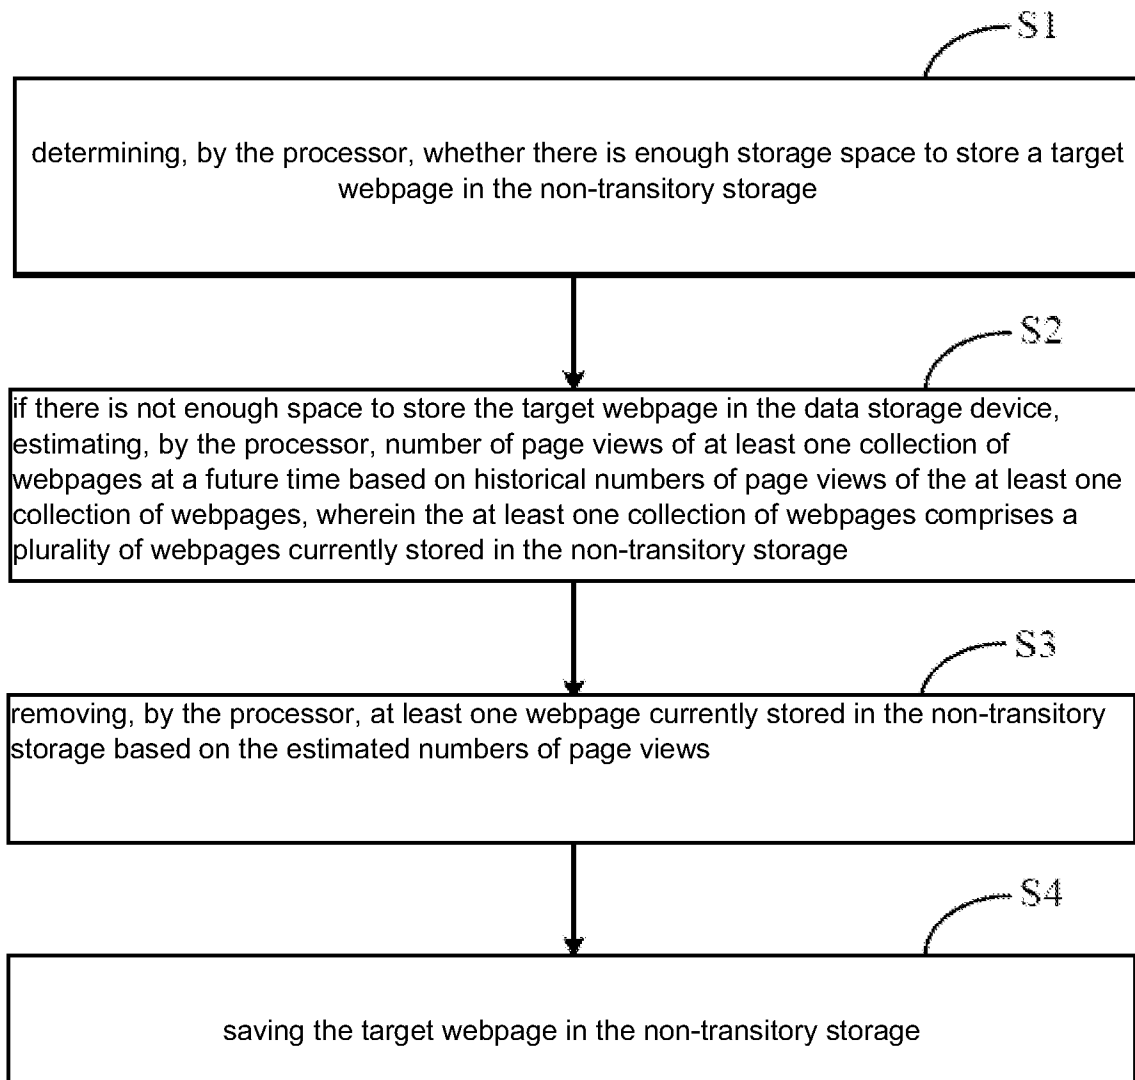 S1
determining, by the processor, whether there is enough storage space to store a target
webpage in the non-transitory storage
S2
if there is not enough space to store the target webpage in the data storage device,
estimating, by the processor, number of page views of at least one collection of
webpages at a future time based on historical numbers of page views of the at least one
collection of webpages, wherein the at least one collection of webpages comprises a
plurality of webpages currently stored in the non-transitory storage
S3
removing, by the processor, at least one webpage currently stored in the non-transitory
storage based on the estimated numbers of page views
S4
saving the target webpage in the non-transitory storage